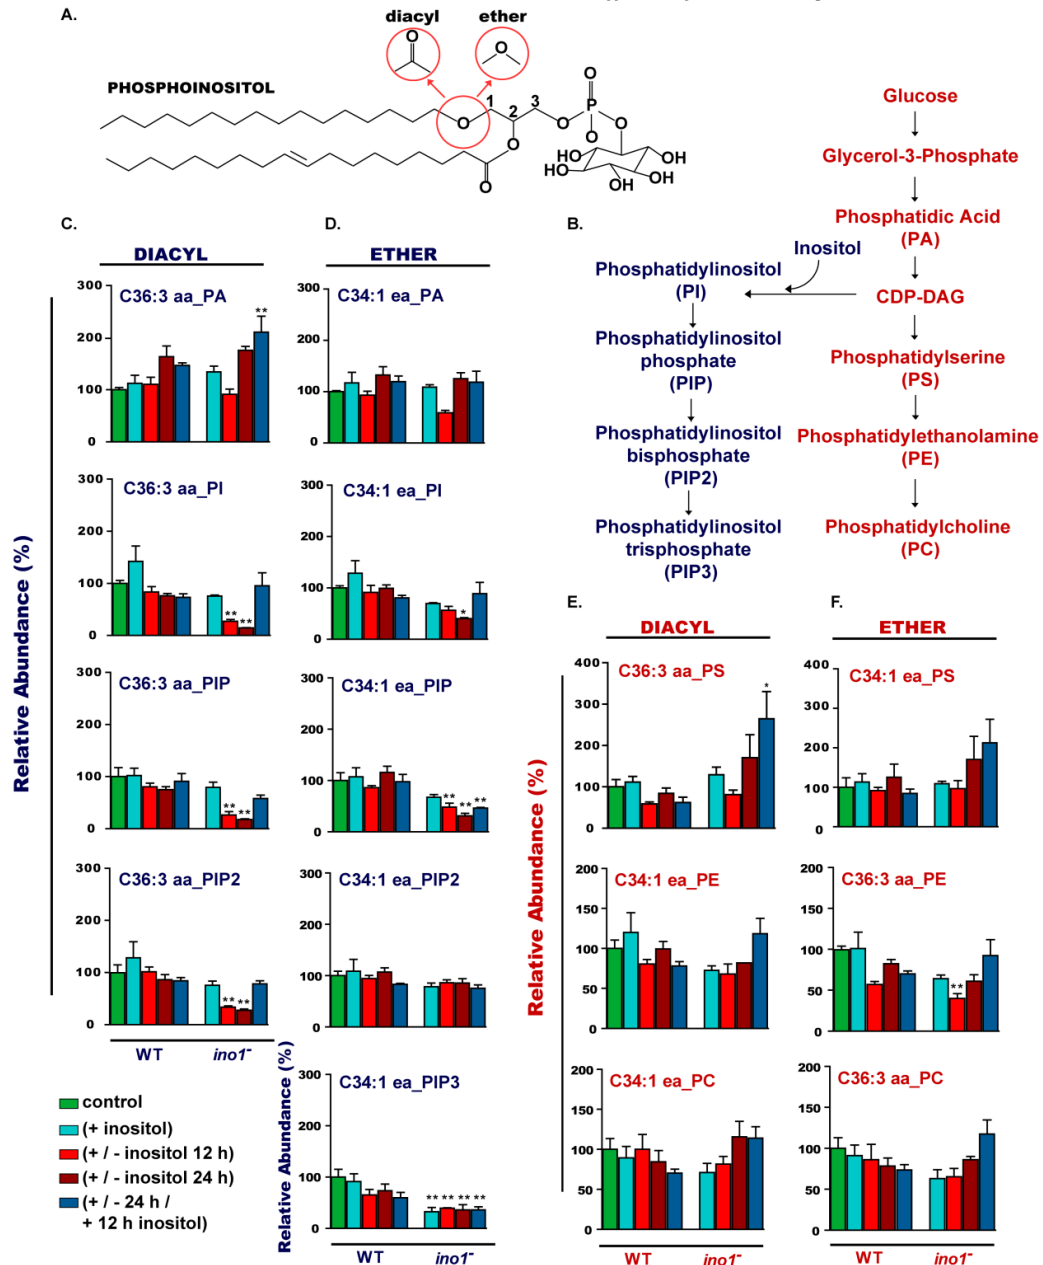 A.
diacyl
ether
O
O
PHOSPHOINOSITOL
O
1
2
3
O
P
O
O
O
O
O
HO
HO
OH
OH
OH
Glucose
Glycerol-3-Phosphate
Phosphatidic Acid
(PA)
CDP-DAG
Phosphatidylserine
(PS)
Phosphatidylethanolamine
(PE)
Phosphatidylcholine
(PC)
B.
Inositol
Phosphatidylinositol
(PI)
Phosphatidylinositol
phosphate
(PIP)
Phosphatidylinositol
bisphosphate
(PIP2)
Phosphatidylinositol
trisphosphate
(PIP3)
C.
DIACYL
Relative Abundance (%)
C36:3 aa_PA
300
200
100
0
**
C36:3 aa_PI
300
200
100
0
** **
C36:3 aa_PIP
300
200
100
0
** **
C36:3 aa_PIP2
300
200
100
0
** **
WT
ino1-
D.
ETHER
C34:1 ea_PA
300
200
100
0
C34:1 ea_PI
300
200
100
0
*
C34:1 ea_PIP
300
200
100
0
** ** **
C34:1 ea_PIP2
300
200
100
0
Relative Abundance (%)
C34:1 ea_PIP3
300
200
100
0
** ** ** **
WT
ino1-
control
(+ inositol)
(+ / - inositol 12 h)
(+ / - inositol 24 h)
(+ / - 24 h /
+ 12 h inositol)
E.
DIACYL
Relative Abundance (%)
C36:3 aa_PS
400
300
200
100
0
*
C34:1 ea_PE
200
150
100
50
0
C34:1 ea_PC
200
150
100
50
0
WT
ino1-
F.
ETHER
C34:1 ea_PS
400
300
200
100
0
C36:3 aa_PE
200
150
100
50
0
**
C36:3 aa_PC
200
150
100
50
0
WT
ino1-